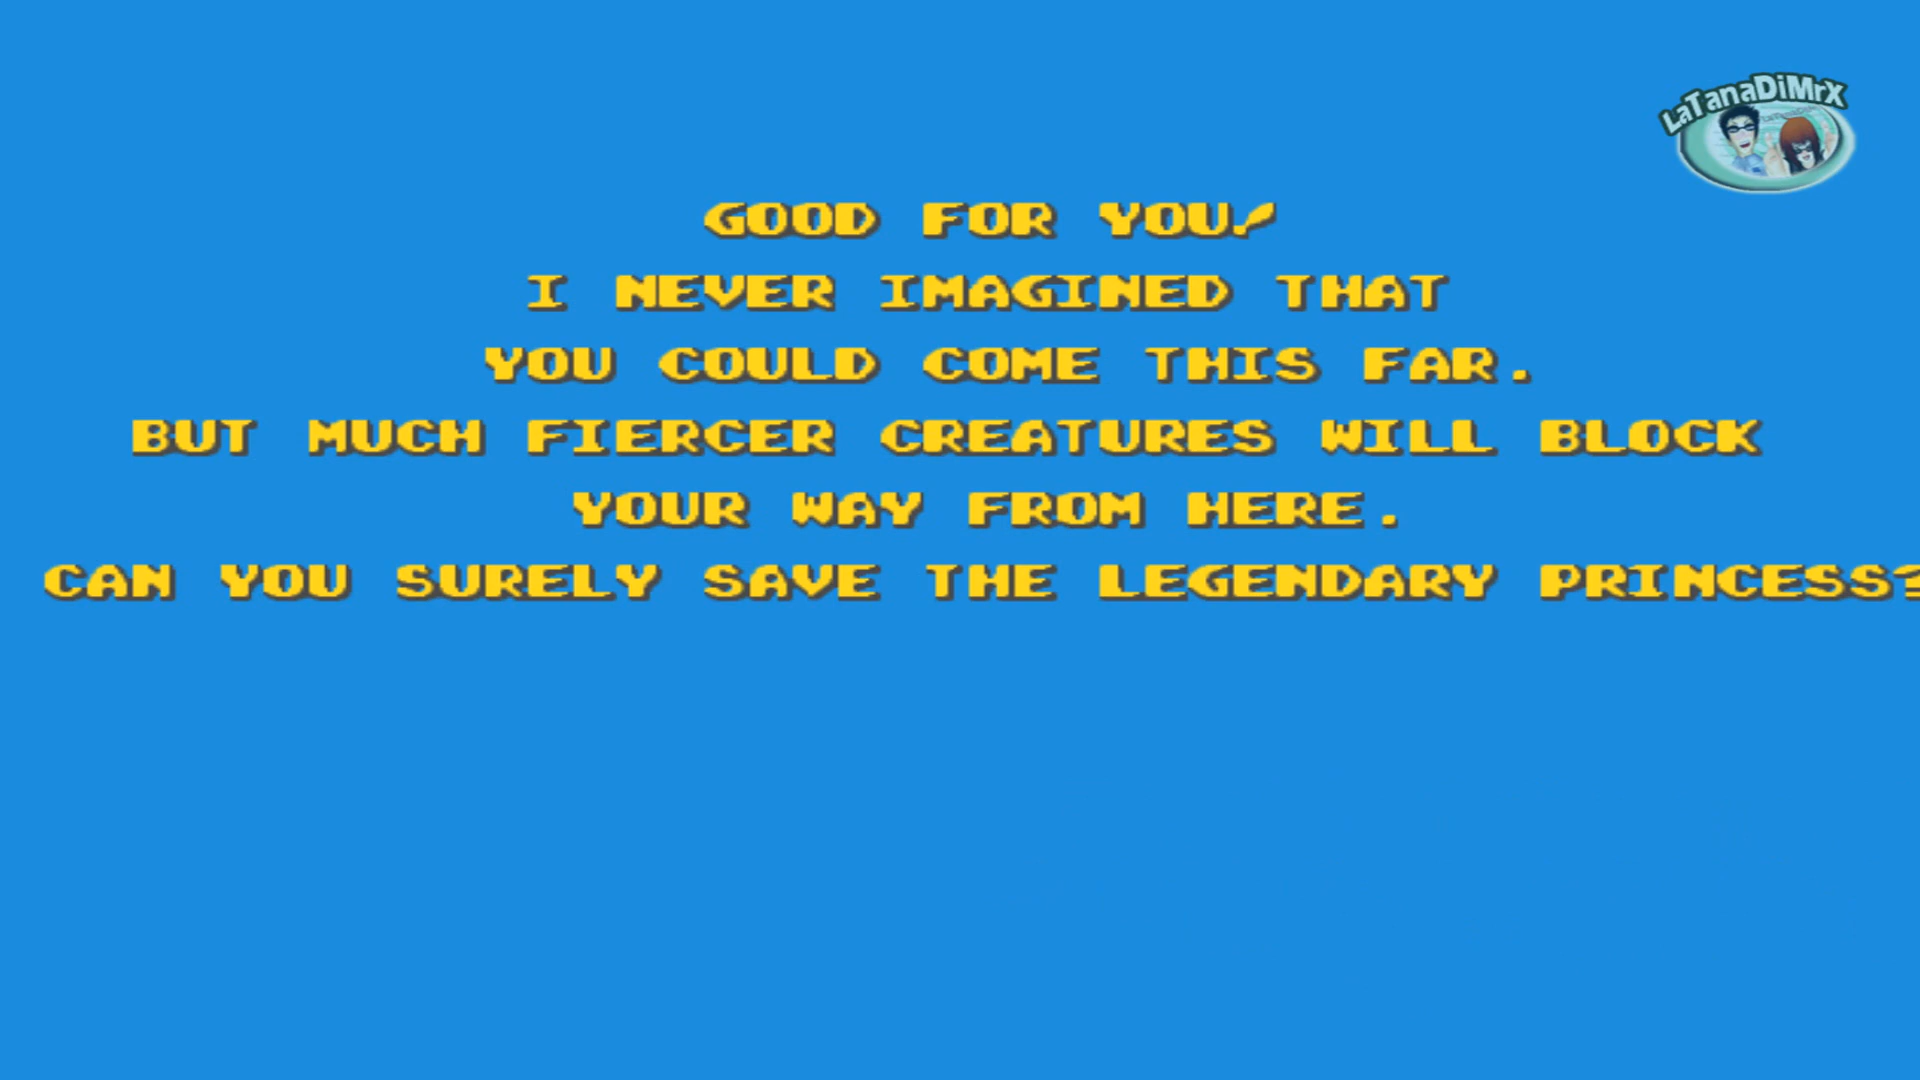 LaTanaDiMrX
GOOD FOR YOU!
I NEVER IMAGINED THAT
YOU COULD COME THIS FAR.
BUT MUCH FIERCER CREATURES WILL BLOCK
YOUR WAY FROM HERE.
CAN YOU SURELY SAVE THE LEGENDARY PRINCESS?